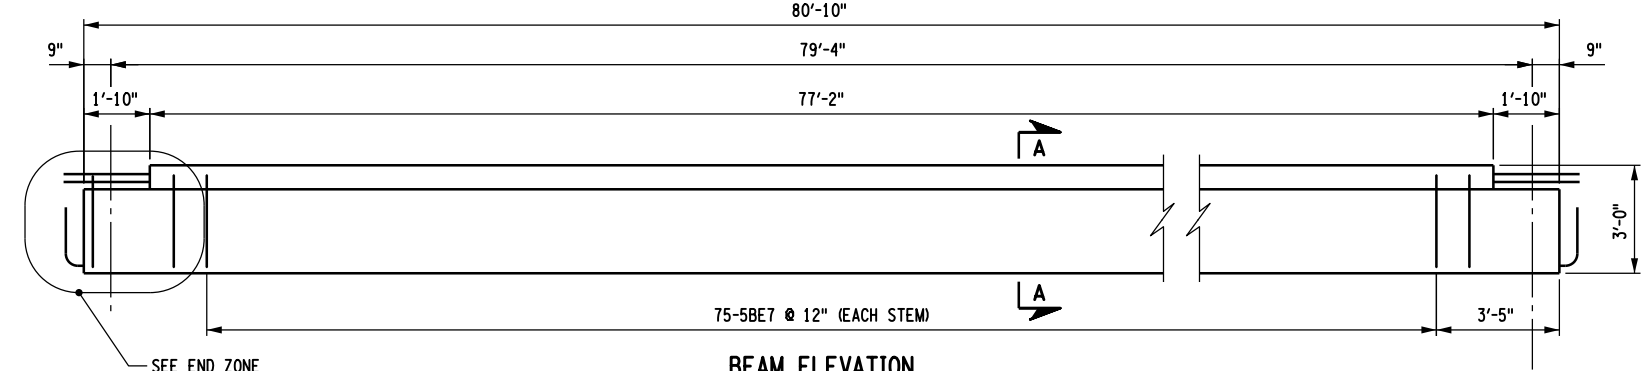 80'-10"
9"
79'-4"
9"
1'-10"
77'-2"
1'-10"
A
3'-0"
A
75-5BE7 @ 12" (EACH STEM)
3'-5"
SEE END ZONE
BEAM ELEVATION